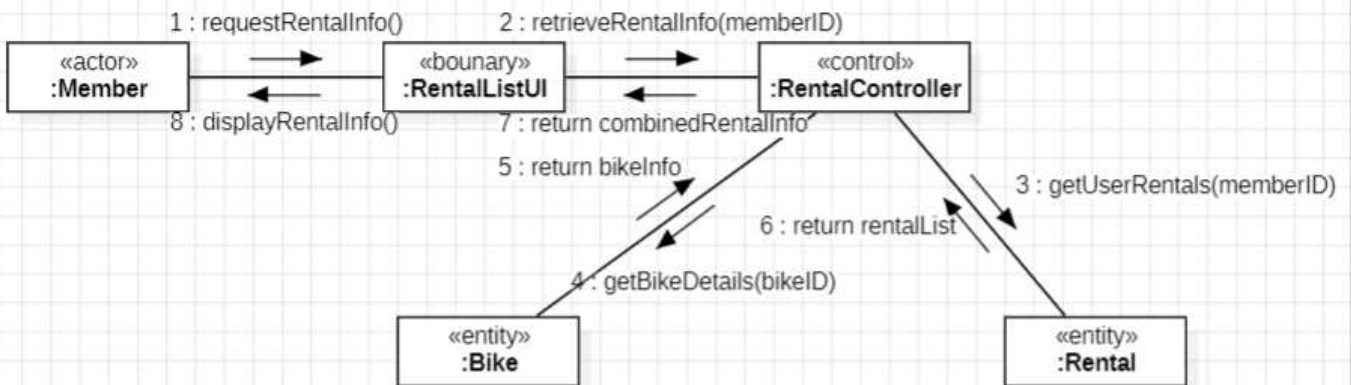 1 : requestRentalInfo()
2 : retrieveRentalInfo(memberID)
«actor»
:Member
«bounary»
:RentalListUI
«control»
:RentalController
8 : displayRentalInfo()
7 : return combinedRentalInfo
5 : return bikeInfo
3 : getUserRentals(memberID)
6 : return rentalList
4 : getBikeDetails(bikeID)
«entity»
:Bike
«entity»
:Rental